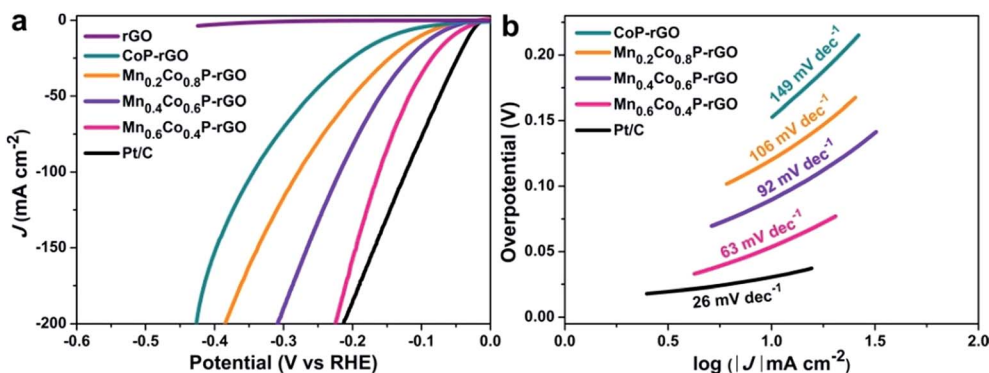 a
0
-50
-100
-150
-200
J (mA cm⁻²)
rGO
CoP-rGO
Mn₀.₂Co₀.₈P-rGO
Mn₀.₄Co₀.₆P-rGO
Mn₀.₆Co₀.₄P-rGO
Pt/C
-0.6 -0.5 -0.4 -0.3 -0.2 -0.1 0.0
Potential (V vs RHE)
b
0.20
0.15
0.10
0.05
0.00
Overpotential (V)
CoP-rGO
Mn₀.₂Co₀.₈P-rGO
Mn₀.₄Co₀.₆P-rGO
Mn₀.₆Co₀.₄P-rGO
Pt/C
149 mV dec⁻¹
106 mV dec⁻¹
92 mV dec⁻¹
63 mV dec⁻¹
26 mV dec⁻¹
0.0 0.5 1.0 1.5 2.0
log (|J|mA cm⁻²)